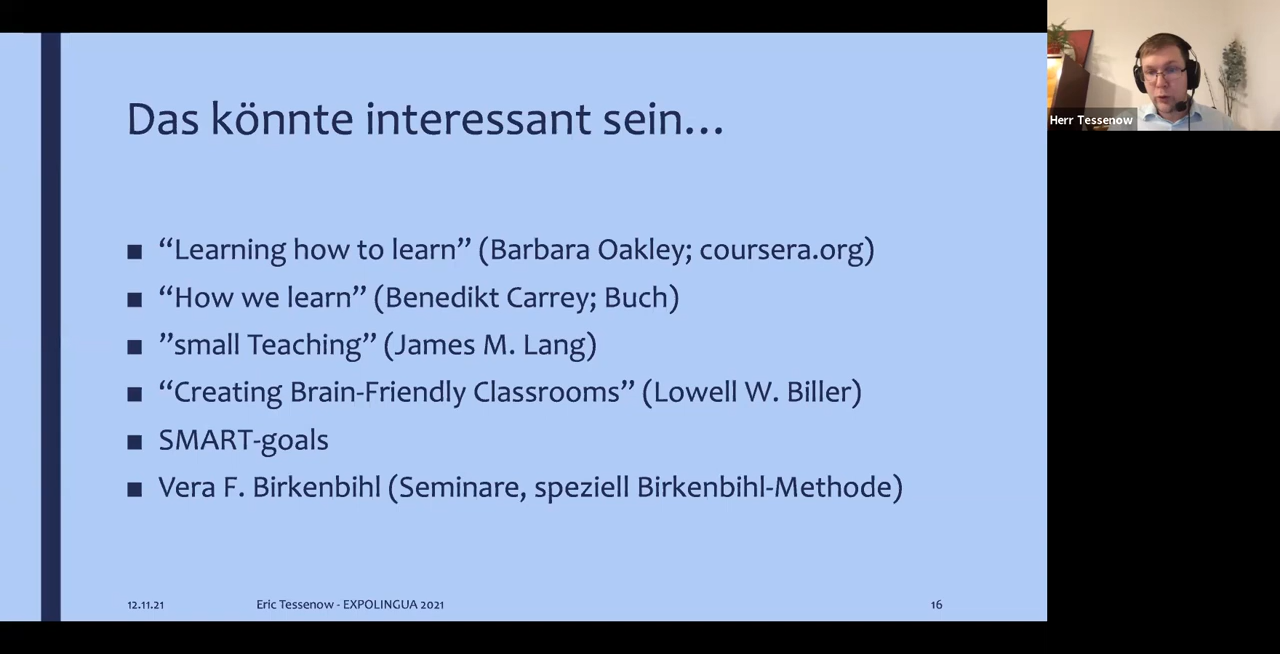 Das könnte interessant sein...
■ “Learning how to learn” (Barbara Oakley; coursera.org)
■ “How we learn” (Benedikt Carrey; Buch)
■ ”small Teaching” (James M. Lang)
■ “Creating Brain-Friendly Classrooms” (Lowell W. Biller)
■ SMART-goals
■ Vera F. Birkenbihl (Seminare, speziell Birkenbihl-Methode)
12.11.21 Eric Tessenow - EXPOLINGUA 2021 16
Herr Tessenow